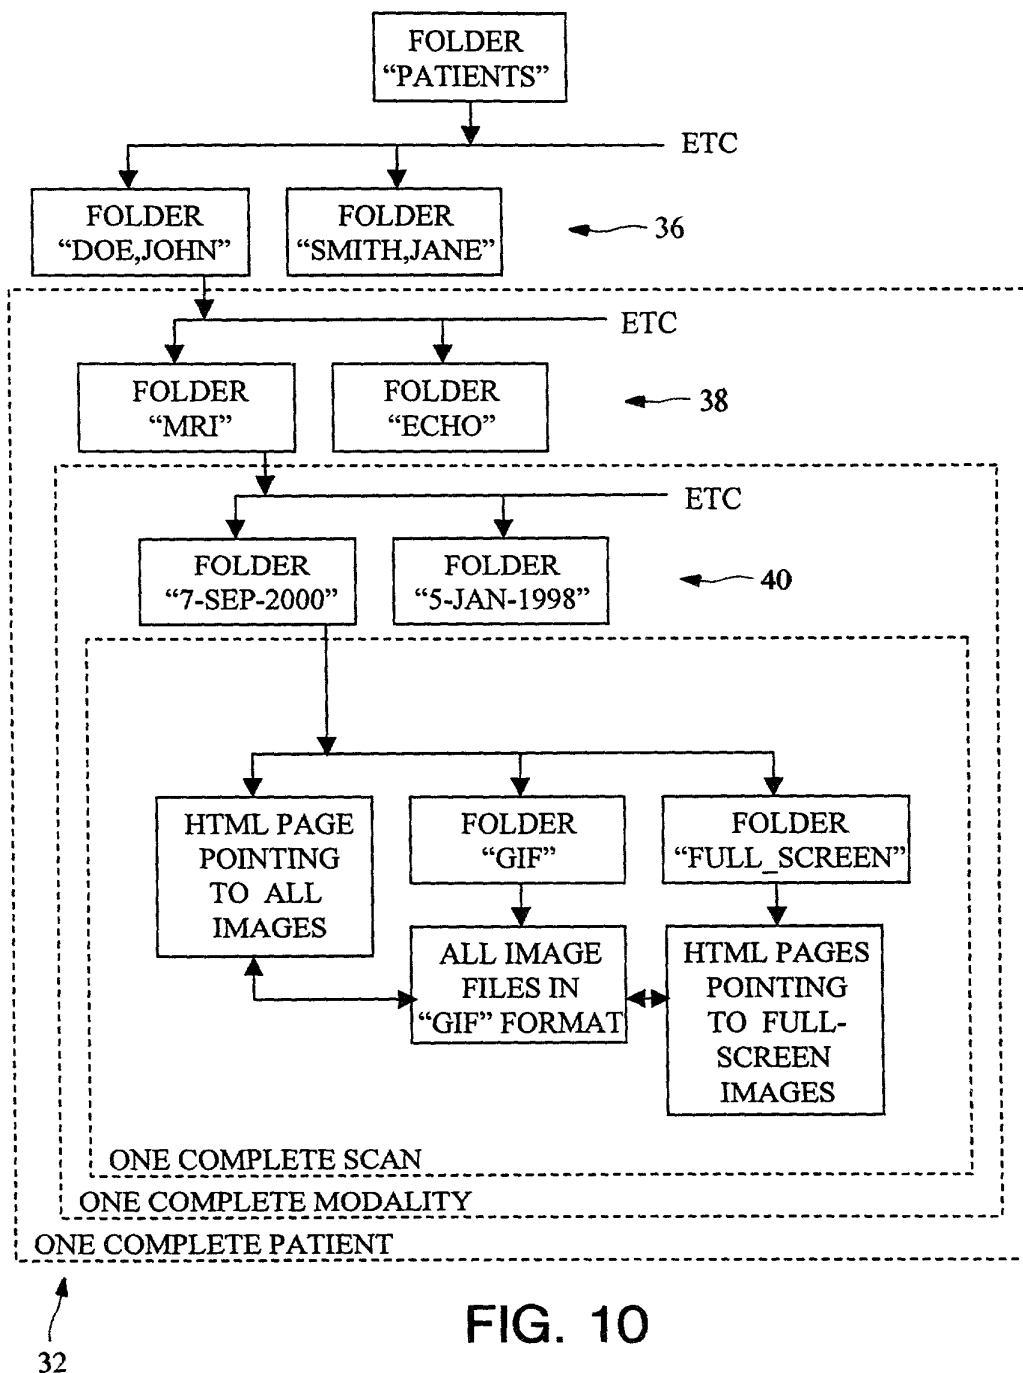 FOLDER
“PATIENTS”
ETC
FOLDER
“DOE,JOHN”
FOLDER
“SMITH,JANE”
36
ETC
FOLDER
“MRI”
FOLDER
“ECHO”
38
ETC
FOLDER
“7-SEP-2000”
FOLDER
“5-JAN-1998”
40
HTML PAGE
POINTING
TO ALL
IMAGES
FOLDER
“GIF”
FOLDER
“FULL_SCREEN”
ALL IMAGE
FILES IN
“GIF” FORMAT
HTML PAGES
POINTING
TO FULL-
SCREEN
IMAGES
ONE COMPLETE SCAN
ONE COMPLETE MODALITY
ONE COMPLETE PATIENT
32
FIG. 10